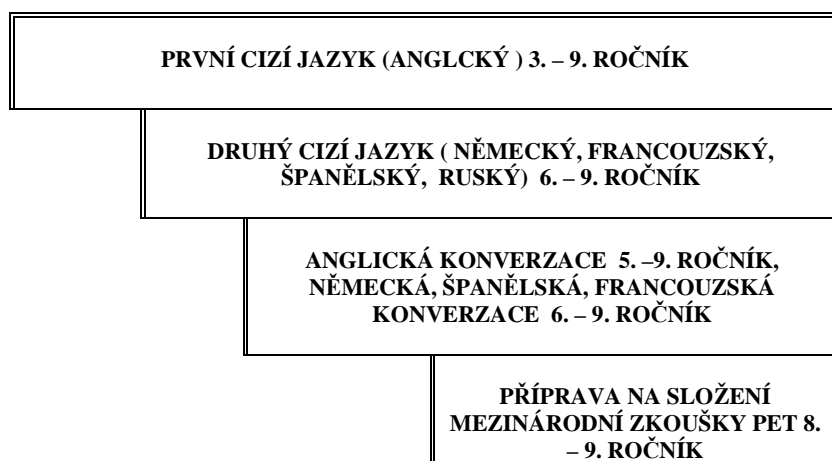 PRVNÍ CIZÍ JAZYK (ANGLCKÝ ) 3. – 9. ROČNÍK
DRUHÝ CIZÍ JAZYK ( NĚMECKÝ, FRANCOUZSKÝ,
ŠPANĚLSKÝ, RUSKÝ) 6. – 9. ROČNÍK
ANGLICKÁ KONVERZACE 5. –9. ROČNÍK,
NĚMECKÁ, ŠPANĚLSKÁ, FRANCOUZSKÁ
KONVERZACE 6. – 9. ROČNÍK
PŘÍPRAVA NA SLOŽENÍ
MEZINÁRODNÍ ZKOUŠKY PET 8.
– 9. ROČNÍK